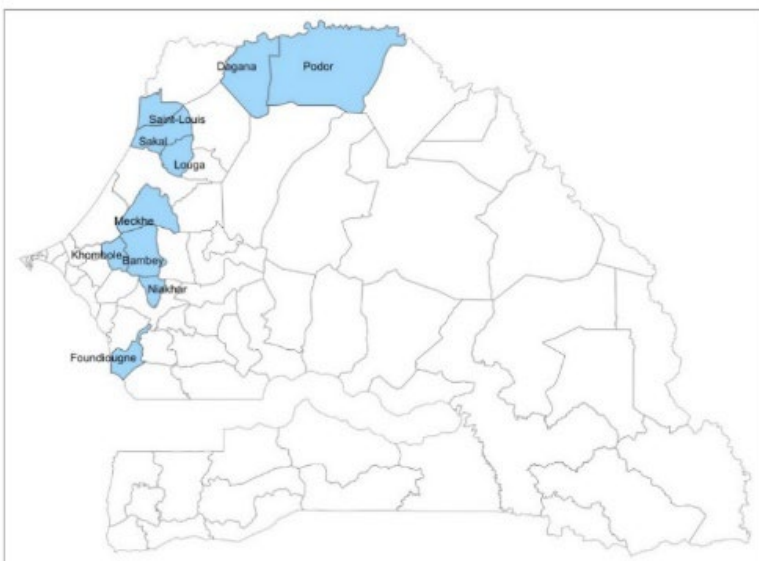 Dagana
Podor
Saint-Louis
Sakal
Louga
Meckhe
Khombole
Bambey
Niakhar
Foundiougne